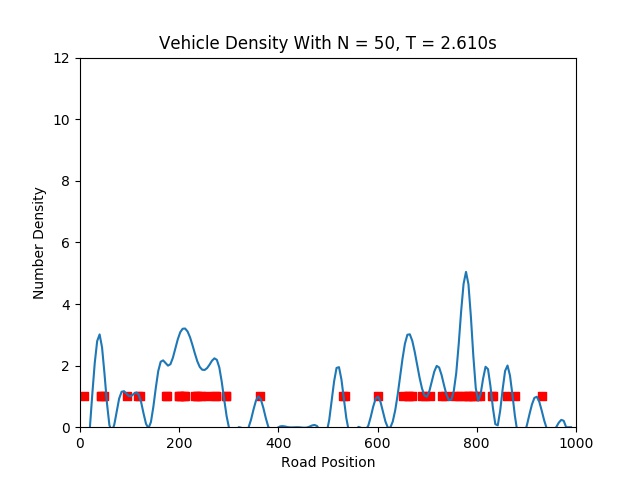 Vehicle Density With N = 50, T = 2.610s
12
10
8
6
4
2
0
Number Density
0 200 400 600 800 1000
Road Position